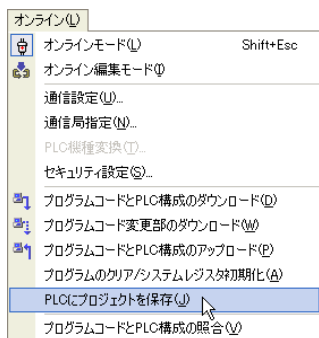 オンライン(L)
オンラインモード(L) Shift+Esc
オンライン編集モード(I)
通信設定(U)...
通信局指定(N)...
PLC機種変換(T)...
セキュリティ設定(S)...
プログラムコードとPLC構成のダウンロード(D)
プログラムコード変更部のダウンロード(W)
プログラムコードとPLC構成のアップロード(P)
プログラムのクリア/システムレジスタ初期化(A)
PLCにプロジェクトを保存(J)
プログラムコードとPLC構成の照合(V)